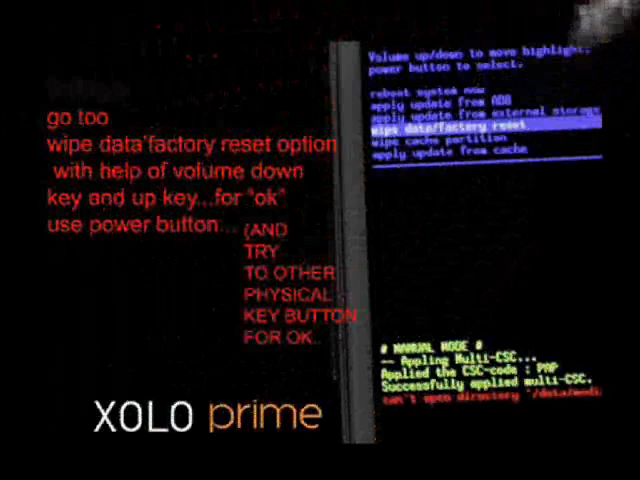 go too
wipe data'factory reset option
with help of volume down
key and up key...for "ok"
use power button...
(AND
TRY
TO OTHER
PHYSICAL
KEY BUTTON
FOR OK..
XOLO prime
Volume up/down to move highlight;
power button to select.
reboot system now
apply update from ADB
apply update from external storage
wipe data/factory reset
wipe cache partition
apply update from cache
# MANUAL MODE #
-- Appling Multi-CSC...
Applied the CSC-code : PAP
Successfully applied multi-CSC.
can't open directory